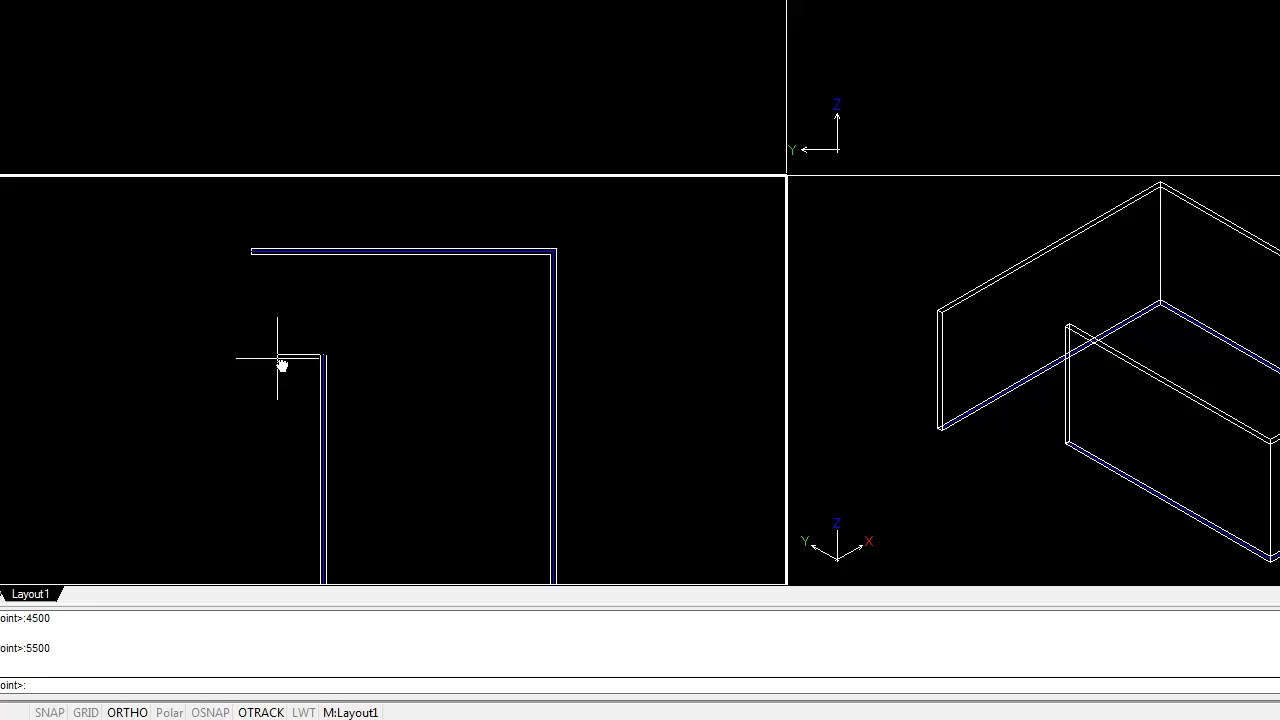 Z
Y
Z
Y X
Layout1
oint>:4500
oint>:5500
oint>:
SNAP GRID ORTHO Polar OSNAP OTRACK LWT M:Layout1